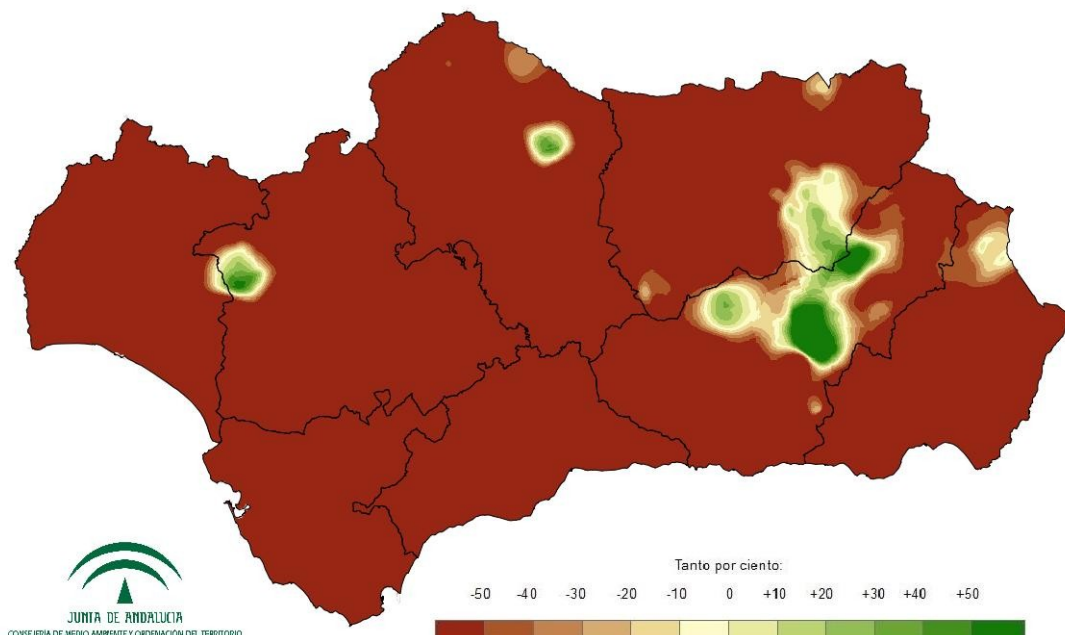 Tanto por ciento:
-50 -40 -30 -20 -10 0 +10 +20 +30 +40 +50
JUNTA DE ANDALUCIA
CONSEJERIA DE MEDIO AMBIENTE Y ORDENACIÓN DEL TERRITORIO